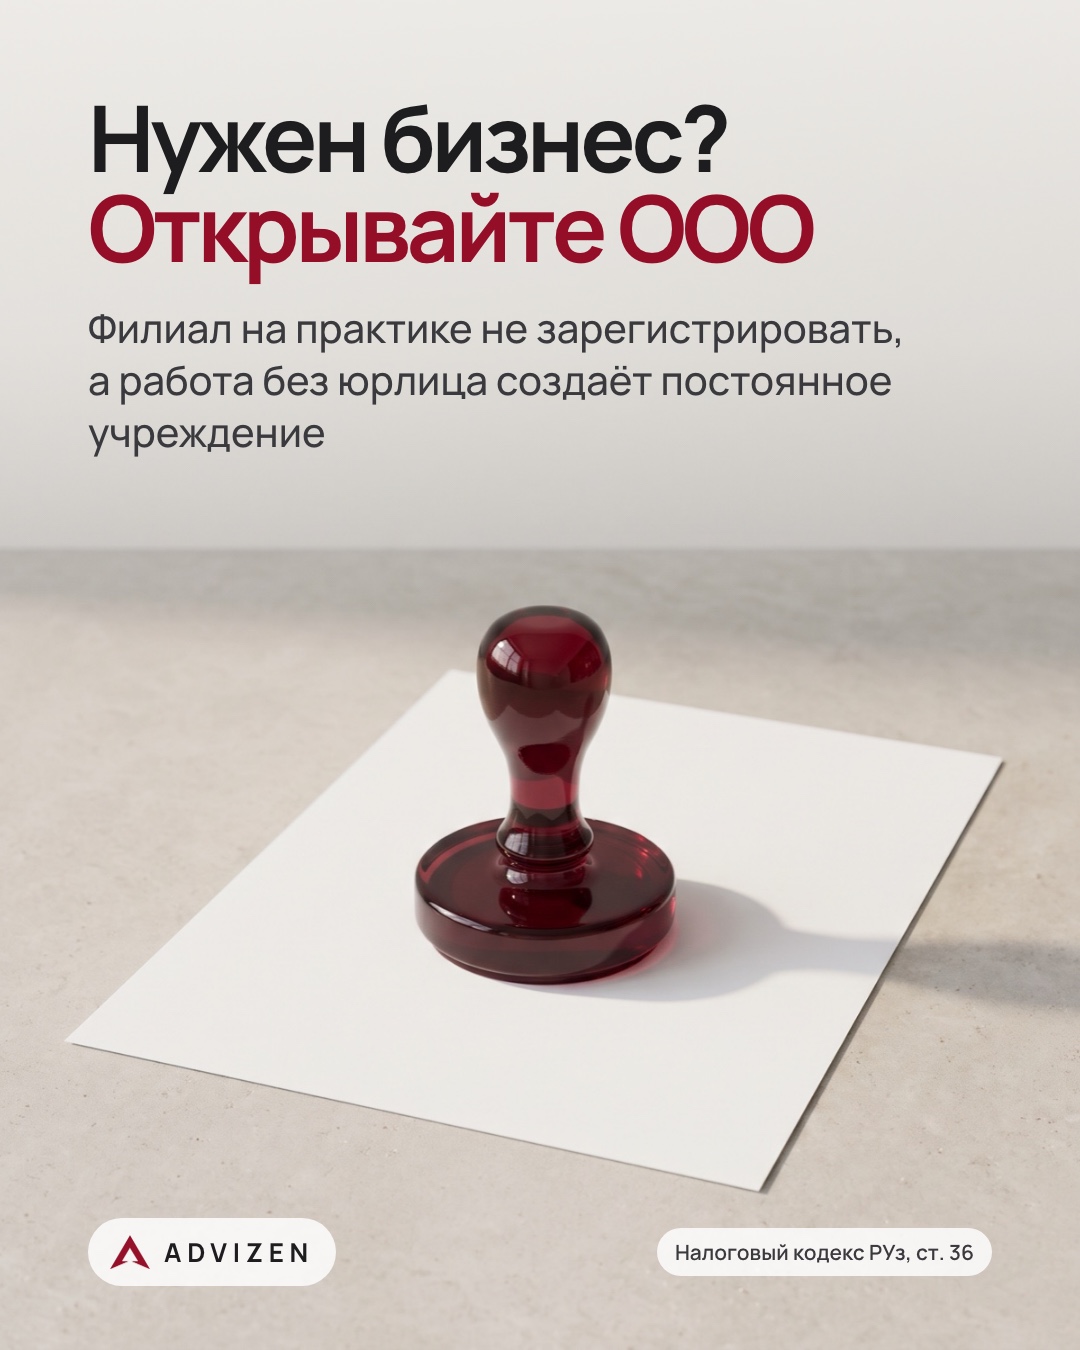 Нужен бизнес?
Открывайте ООО
Филиал на практике не зарегистрировать,
а работа без юрлица создаёт постоянное
учреждение
ADVIZEN
Налоговый кодекс РУз, ст. 36